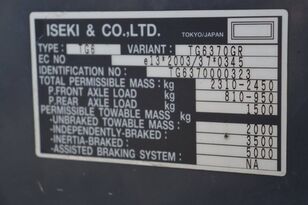 ISEKI & CO.,LTD.
TOKYO/JAPAN
TYPE: TG6 VARIANT: TG6370GR
EC NO e13*2003/37*0345
IDENTIFICATION NO TG6370000323
TOTAL PERMISSIBLE MASS: kg 2310-2450
P.FRONT AXLE LOAD: kg 810-950
P.REAR AXLE LOAD: kg 1500
PERMISSIBLE TOWABLE MASS kg
-UNBRAKED TOWABLE MASS: 2000
-INDEPENDENTLY-BRAKED: 3500
-INERTIA-BRAKED:
-ASSISTED BRAKING SYSTEM: NA